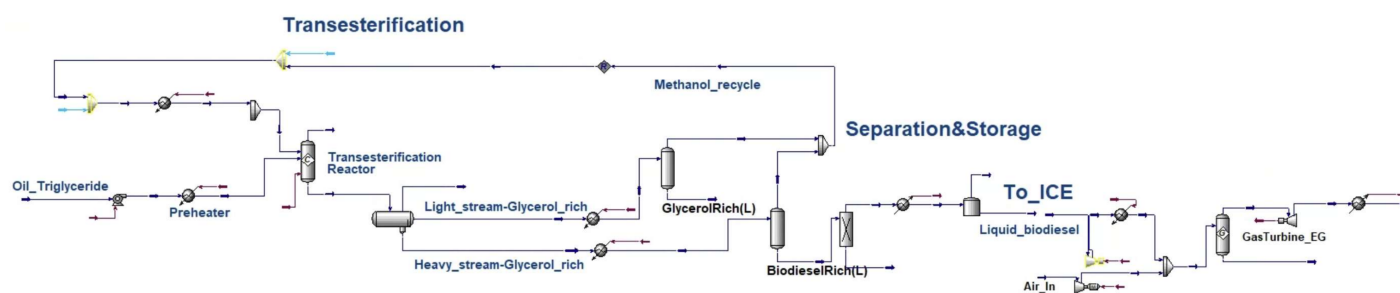 Transesterification
Methanol_recycle
Separation&Storage
Transesterification
Reactor
Oil_Triglyceride
Preheater
Light_stream-Glycerol_rich
GlycerolRich(L)
To_ICE
Liquid_biodiesel
GasTurbine_EG
Heavy_stream-Glycerol_rich
BiodieselRich(L)
Air_In